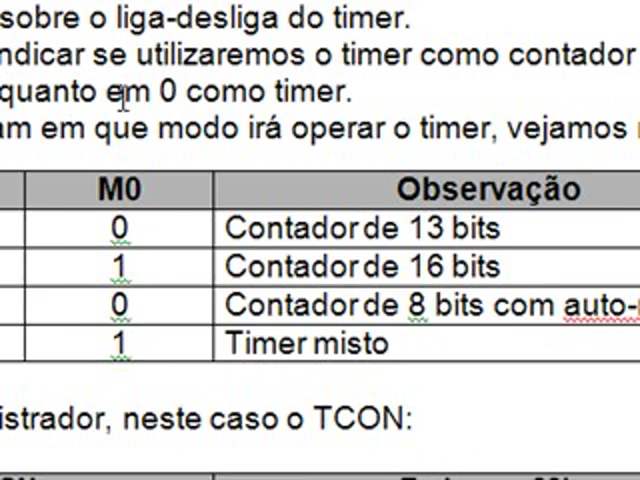 sobre o liga-desliga do timer.
ndicar se utilizaremos o timer como contador
quanto em 0 como timer.
am em que modo irá operar o timer, vejamos
M0 Observação
0 Contador de 13 bits
1 Contador de 16 bits
0 Contador de 8 bits com auto-
1 Timer misto
istrador, neste caso o TCON: